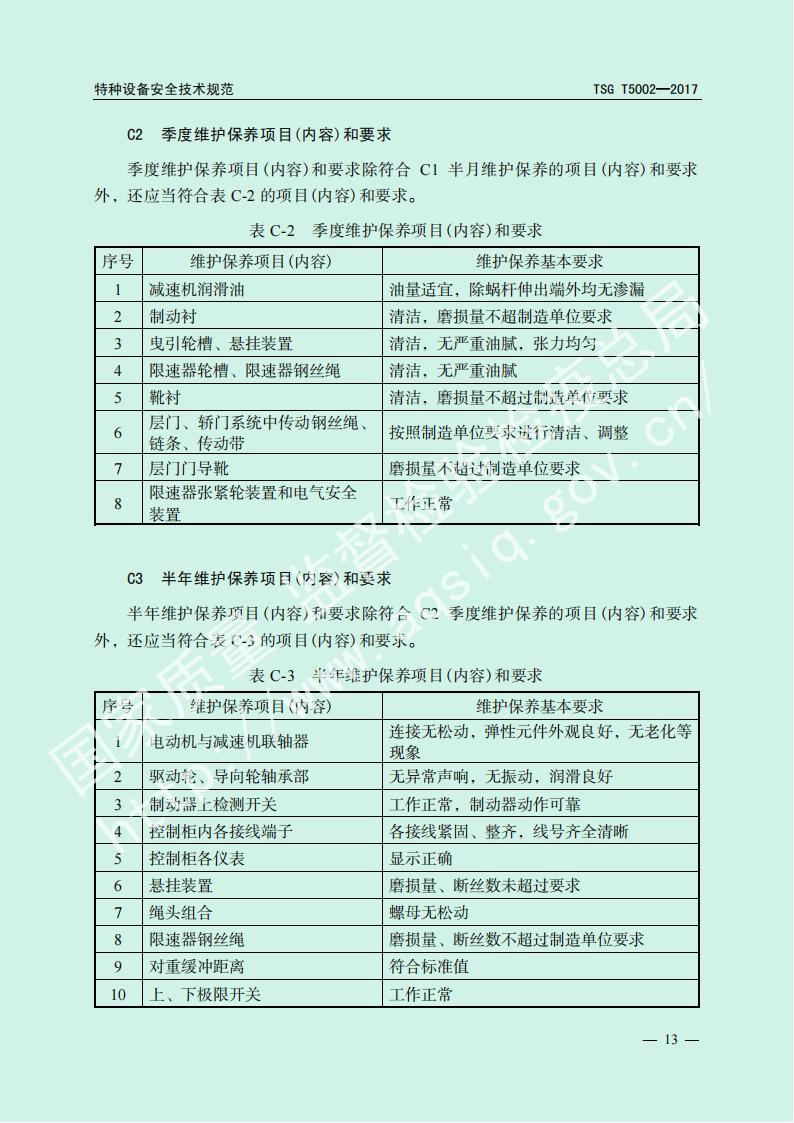 特种设备安全技术规范 TSG T5002—2017
C2 季度维护保养项目(内容)和要求
季度维护保养项目(内容)和要求除符合 C1 半月维护保养的项目(内容)和要求
外，还应当符合表 C-2 的项目(内容)和要求。
表 C-2 季度维护保养项目(内容)和要求
序号 维护保养项目(内容) 维护保养基本要求
1 减速机润滑油 油量适宜，除蜗杆伸出端外均无渗漏
2 制动衬 清洁，磨损量不超制造单位要求
3 曳引轮槽、悬挂装置 清洁，无严重油腻，张力均匀
4 限速器轮槽、限速器钢丝绳 清洁，无严重油腻
5 靴衬 清洁，磨损量不超过制造单位要求
6 层门、轿门系统中传动钢丝绳、 按照制造单位要求进行清洁、调整
链条、传动带
7 层门门导靴 磨损量不超过制造单位要求
8 限速器张紧轮装置和电气安全 工作正常
装置
C3 半年维护保养项目(内容)和要求
半年维护保养项目(内容)和要求除符合 C2 季度维护保养的项目(内容)和要求
外，还应当符合表 C-3 的项目(内容)和要求。
表 C-3 半年维护保养项目(内容)和要求
序号 维护保养项目(内容) 维护保养基本要求
1 电动机与减速机联轴器 连接无松动，弹性元件外观良好，无老化等
现象
2 驱动轮、导向轮轴承部 无异常声响，无振动，润滑良好
3 制动器上检测开关 工作正常，制动器动作可靠
4 控制柜内各接线端子 各接线紧固、整齐，线号齐全清晰
5 控制柜各仪表 显示正确
6 悬挂装置 磨损量、断丝数未超过要求
7 绳头组合 螺母无松动
8 限速器钢丝绳 磨损量、断丝数不超过制造单位要求
9 对重缓冲距离 符合标准值
10 上、下极限开关 工作正常
— 13 —
国家质量监督检验检疫总局
http://www.aqsiq.gov.cn/